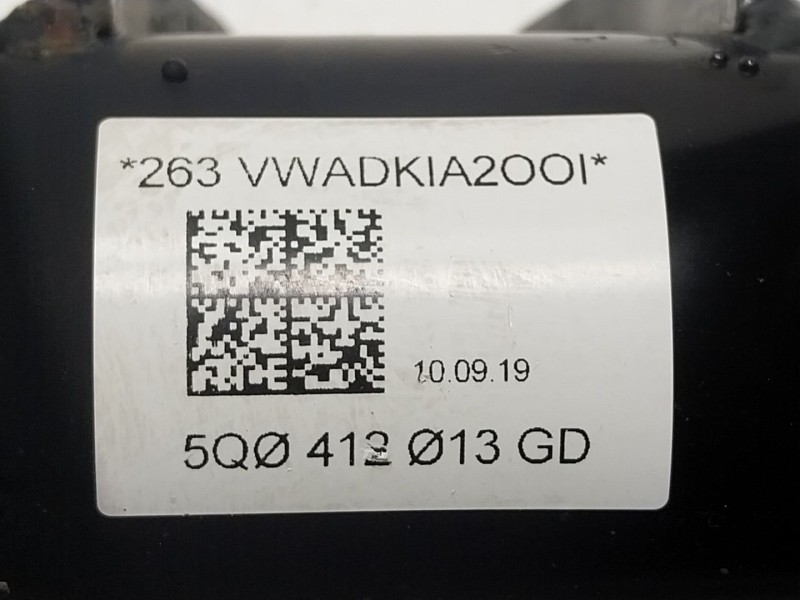 *263 VWADKIA2OOI*
10.09.19
5QØ 412 Ø13 GD